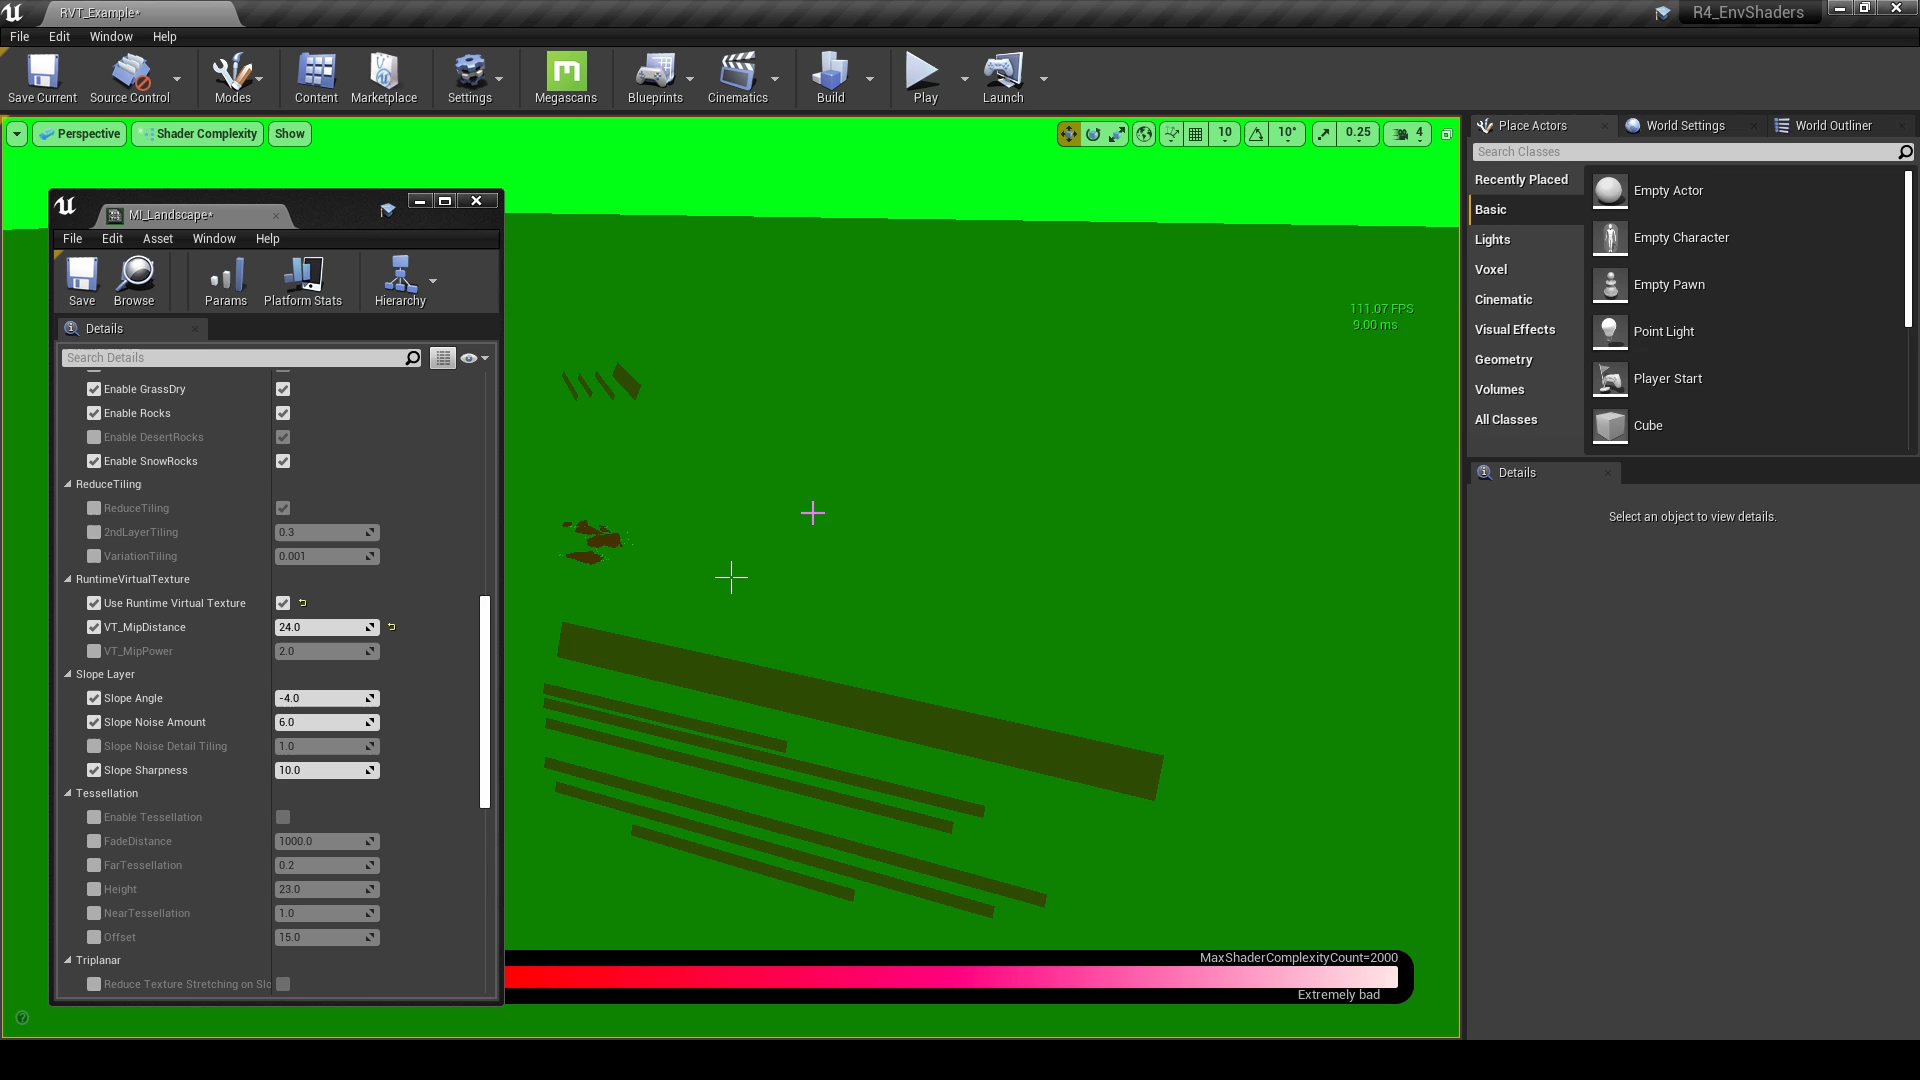 RVT_Example*
R4_EnvShaders
File Edit Window Help
Save Current
Source Control
Modes
Content
Marketplace
Settings
Megascans
Blueprints
Cinematics
Build
Play
Launch
Perspective
Shader Complexity
Show
10
10°
0.25
4
111.07 FPS
9.00 ms
MI_Landscape*
File Edit Asset Window Help
Save
Browse
Params
Platform Stats
Hierarchy
Details
Search Details
Enable GrassDry
Enable Rocks
Enable DesertRocks
Enable SnowRocks
ReduceTiling
ReduceTiling
2ndLayerTiling 0.3
VariationTiling 0.001
RuntimeVirtualTexture
Use Runtime Virtual Texture
VT_MipDistance 24.0
VT_MipPower 2.0
Slope Layer
Slope Angle -4.0
Slope Noise Amount 6.0
Slope Noise Detail Tiling 1.0
Slope Sharpness 10.0
Tessellation
Enable Tessellation
FadeDistance 1000.0
FarTessellation 0.2
Height 23.0
NearTessellation 1.0
Offset 15.0
Triplanar
Reduce Texture Stretching on Slo
MaxShaderComplexityCount=2000
Extremely bad
Place Actors
World Settings
World Outliner
Search Classes
Recently Placed
Basic
Lights
Voxel
Cinematic
Visual Effects
Geometry
Volumes
All Classes
Empty Actor
Empty Character
Empty Pawn
Point Light
Player Start
Cube
Details
Select an object to view details.